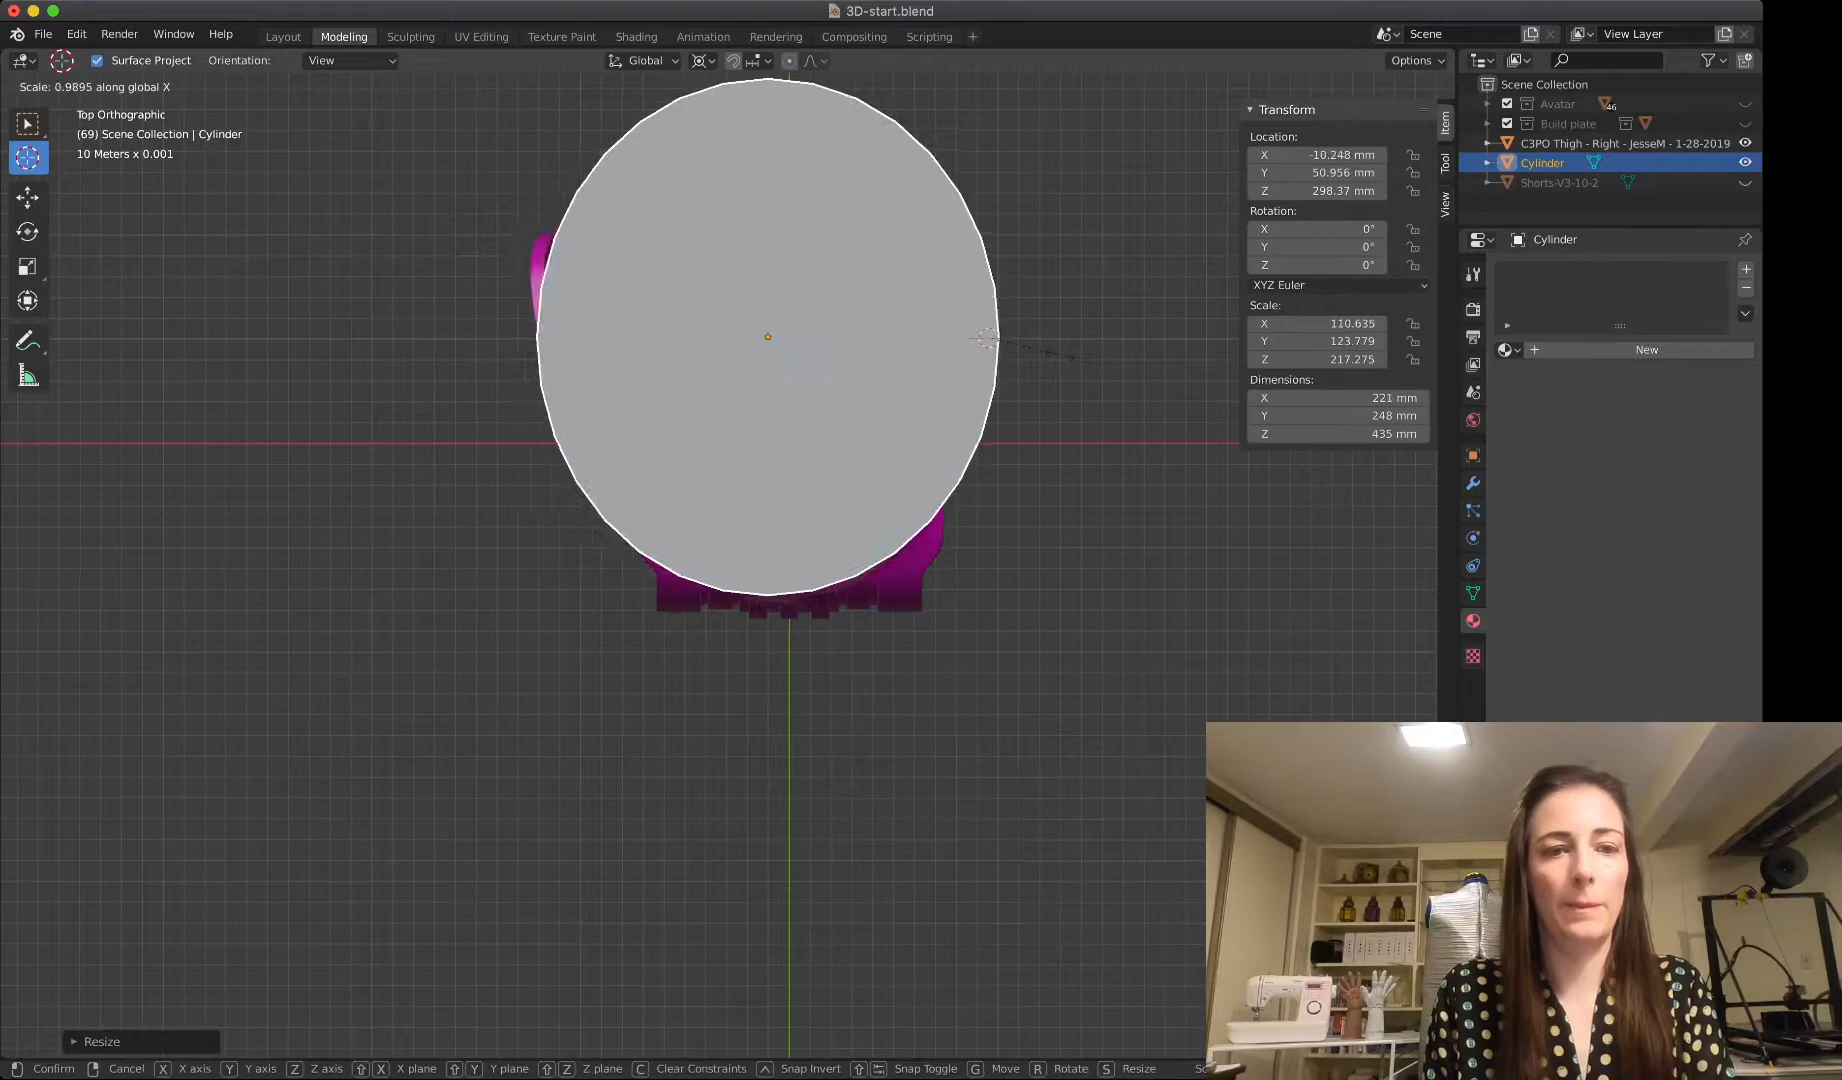 3D-start.blend
File Edit Render Window Help Layout Modeling Sculpting UV Editing Texture Paint Shading Animation Rendering Compositing Scripting Scene View Layer
Surface Project Orientation: View Global Options
Scale: 0.9895 along global X
Top Orthographic
(69) Scene Collection | Cylinder
10 Meters x 0.001
Transform
Location:
X -10.248 mm
Y 50.956 mm
Z 298.37 mm
Rotation:
X 0°
Y 0°
Z 0°
XYZ Euler
Scale:
X 110.635
Y 123.779
Z 217.275
Dimensions:
X 221 mm
Y 248 mm
Z 435 mm
Item
Tool
View
Scene Collection
Avatar 46
Build plate
C3PO Thigh - Right - JesseM - 1-28-2019
Cylinder
Shorts-V3-10-2
Cylinder
New
Resize
Confirm Cancel X X axis Y Y axis Z Z axis X X plane Y Y plane Z Z plane C Clear Constraints Snap Invert Snap Toggle G Move R Rotate S Resize